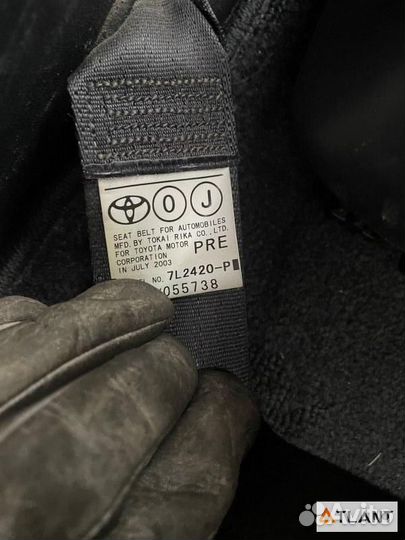 O J
SEAT BELT FOR AUTOMOBILES
MFD. BY TOKAI RIKA CO., LTD.
FOR TOYOTA MOTOR PRE
CORPORATION
IN JULY 2003
NO. 7L2420-P
055738
Avito
ATLANT